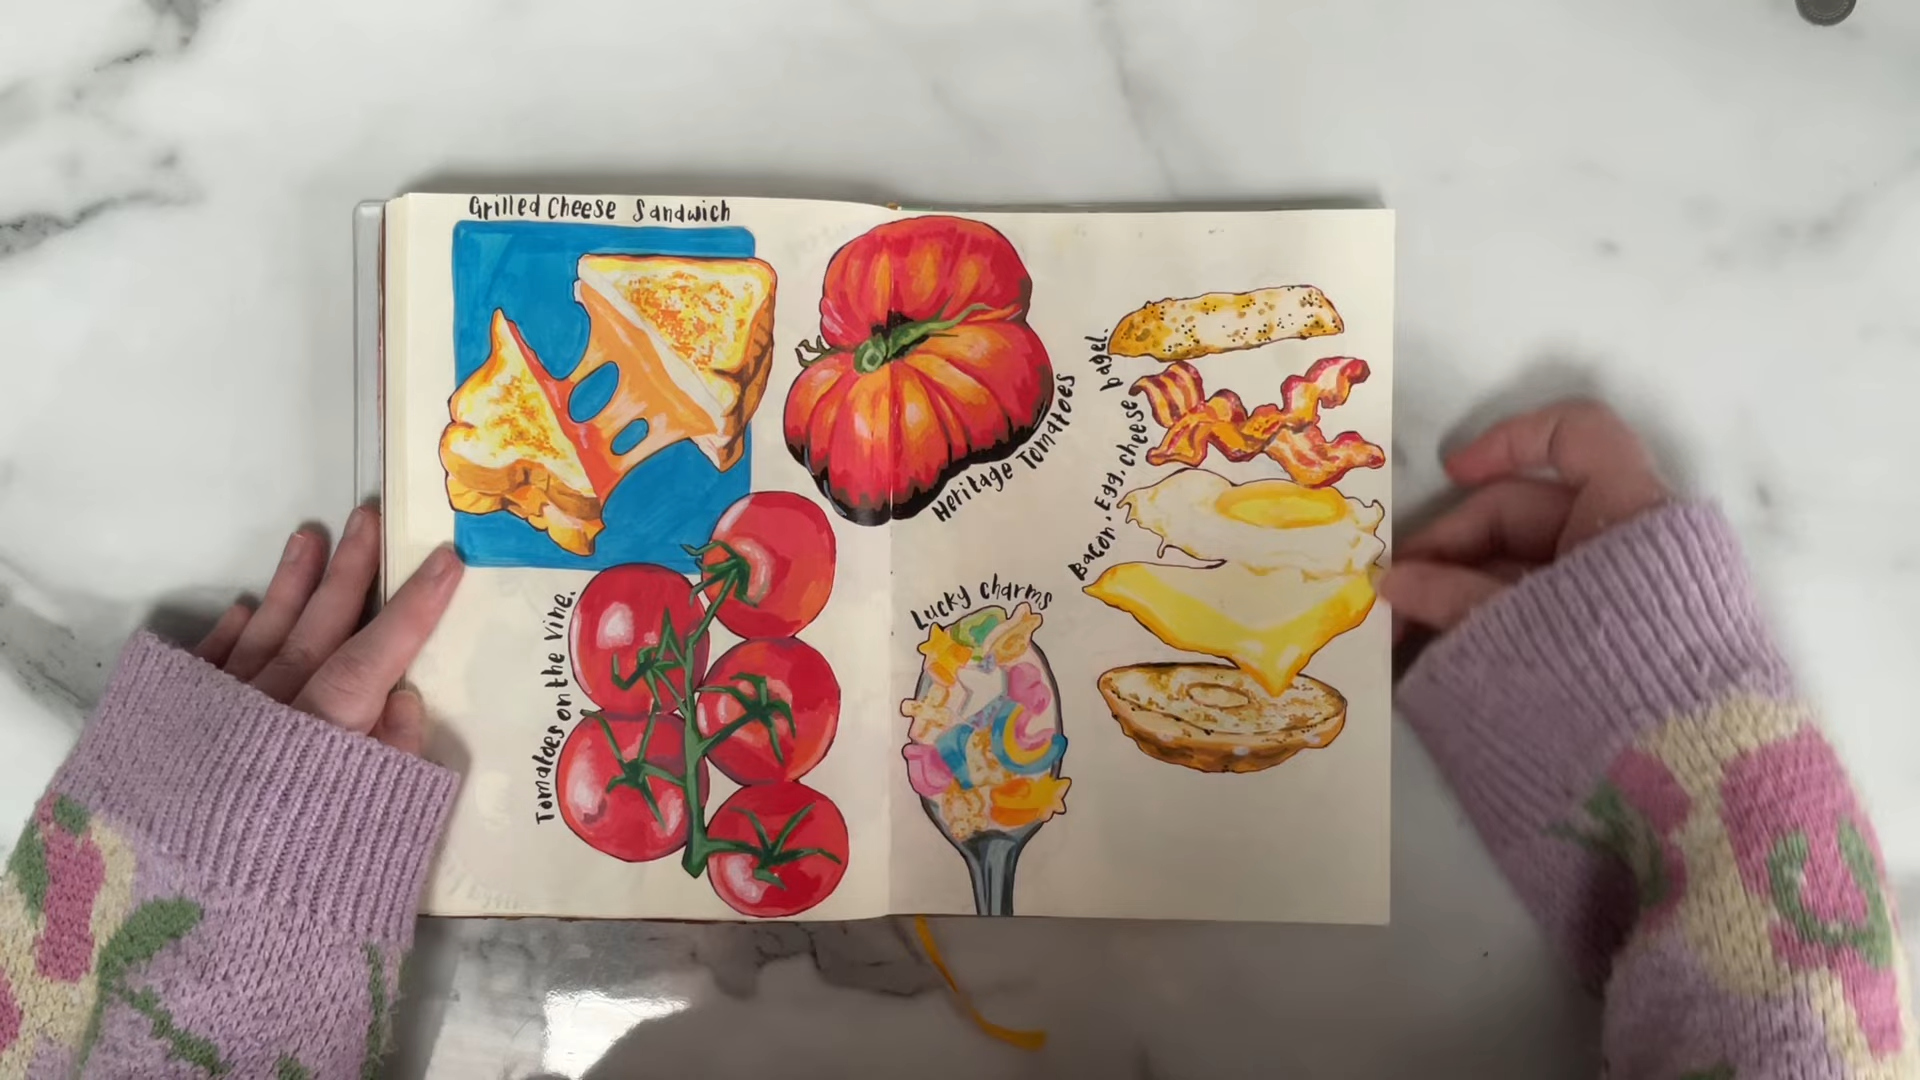 Grilled Cheese Sandwich
Tomatoes on the Vine.
Heritage Tomatoes
Lucky Charms
Bacon, Egg, Cheese bagel.